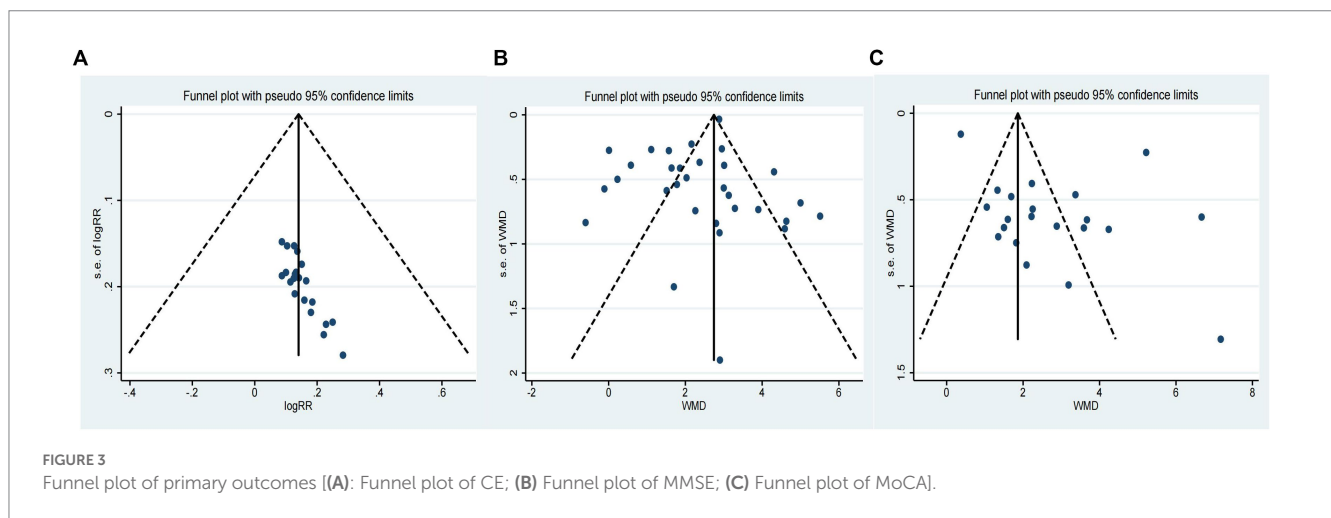 A
Funnel plot with pseudo 95% confidence limits
s.e. of logRR
0
.1
.2
.3
-.4
-.2
0
.2
.4
.6
logRR
B
Funnel plot with pseudo 95% confidence limits
s.e. of WMD
0
.5
1
1.5
2
-2
0
2
4
6
WMD
C
Funnel plot with pseudo 95% confidence limits
s.e. of WMD
0
.5
1
1.5
0
2
4
6
8
WMD
FIGURE 3
Funnel plot of primary outcomes [(A): Funnel plot of CE; (B) Funnel plot of MMSE; (C) Funnel plot of MoCA].